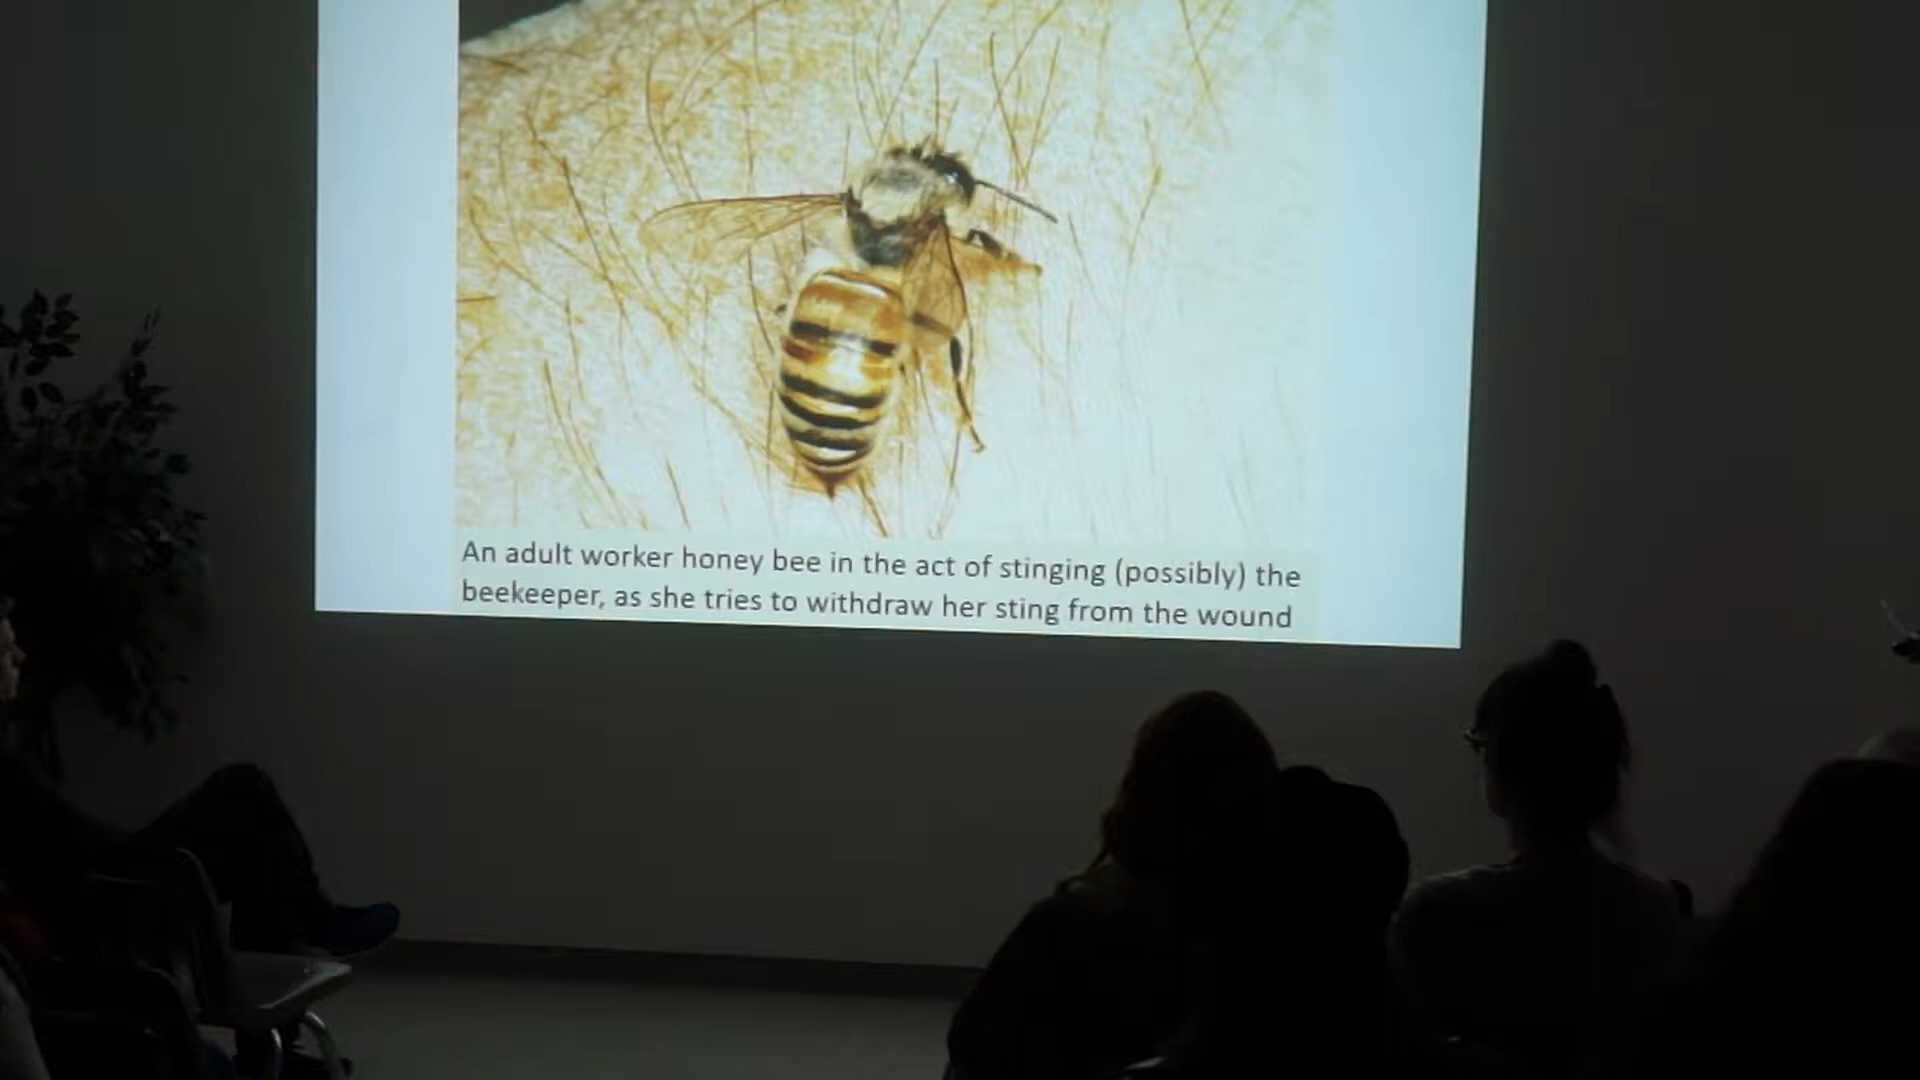 An adult worker honey bee in the act of stinging (possibly) the
beekeeper, as she tries to withdraw her sting from the wound